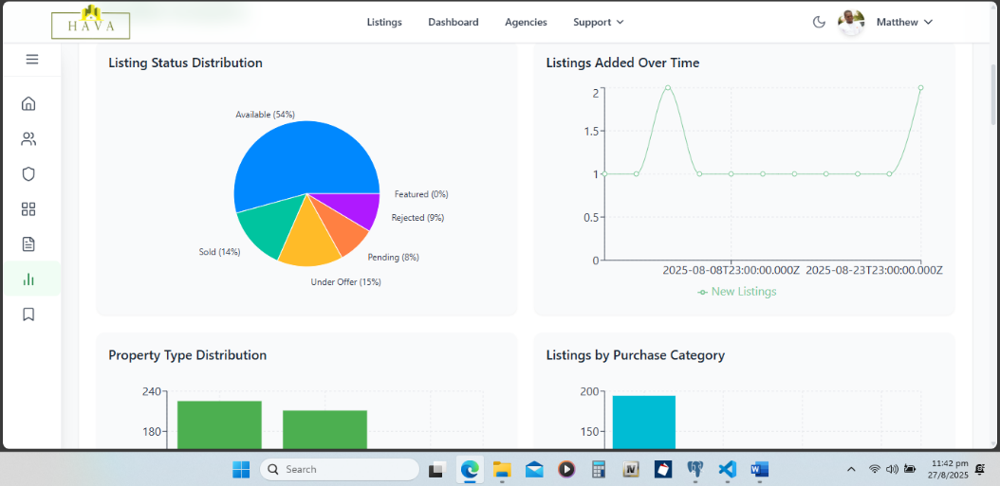 HAVA
Listings Dashboard Agencies Support
Matthew
Listing Status Distribution
Available (54%)
Featured (0%)
Rejected (9%)
Sold (14%)
Pending (8%)
Under Offer (15%)
Listings Added Over Time
2
1.5
1
0.5
0
2025-08-08T23:00:00.000Z 2025-08-23T23:00:00.000Z
New Listings
Property Type Distribution
240
180
Listings by Purchase Category
200
150
Search
11:42 pm
27/8/2025